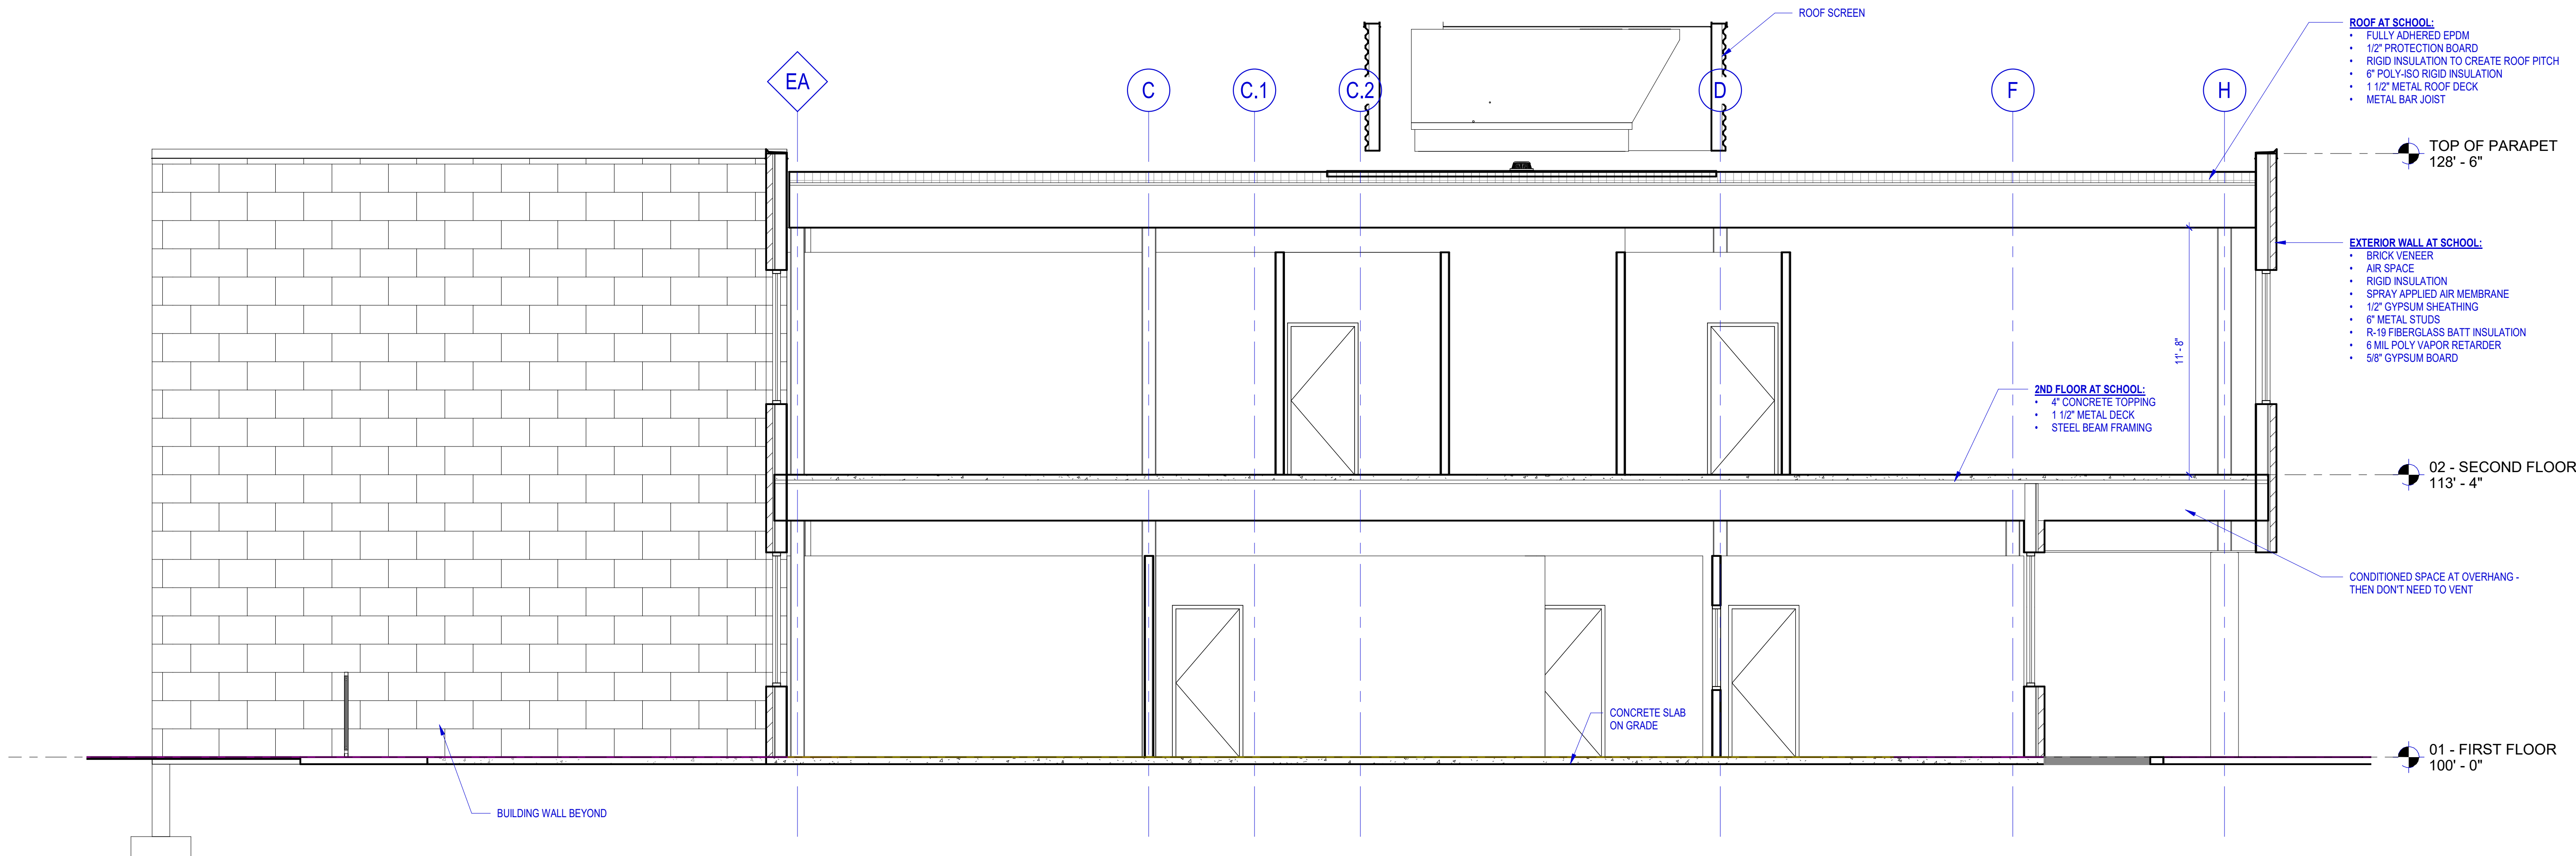 ROOF SCREEN
ROOF AT SCHOOL:
• FULLY ADHERED EPDM
• 1/2" PROTECTION BOARD
• RIGID INSULATION TO CREATE ROOF PITCH
• 6" POLY-ISO RIGID INSULATION
• 1 1/2" METAL ROOF DECK
• METAL BAR JOIST
EA
C
C.1
C.2
D
F
H
TOP OF PARAPET
128' - 6"
EXTERIOR WALL AT SCHOOL:
• BRICK VENEER
• AIR SPACE
• RIGID INSULATION
• SPRAY APPLIED AIR MEMBRANE
• 1/2" GYPSUM SHEATHING
• 6" METAL STUDS
• R-19 FIBERGLASS BATT INSULATION
• 6 MIL POLY VAPOR RETARDER
• 5/8" GYPSUM BOARD
11' - 8"
2ND FLOOR AT SCHOOL:
• 4" CONCRETE TOPPING
• 1 1/2" METAL DECK
• STEEL BEAM FRAMING
02 - SECOND FLOOR
113' - 4"
CONDITIONED SPACE AT OVERHANG -
THEN DON'T NEED TO VENT
CONCRETE SLAB
ON GRADE
01 - FIRST FLOOR
100' - 0"
BUILDING WALL BEYOND